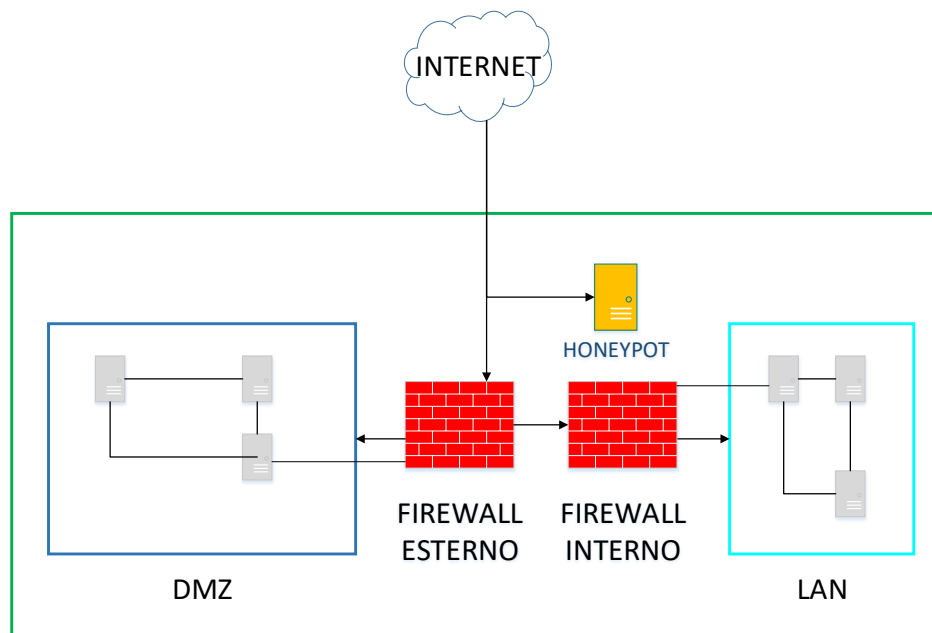 INTERNET
HONEYPOT
FIREWALL
ESTERNO
FIREWALL
INTERNO
DMZ
LAN